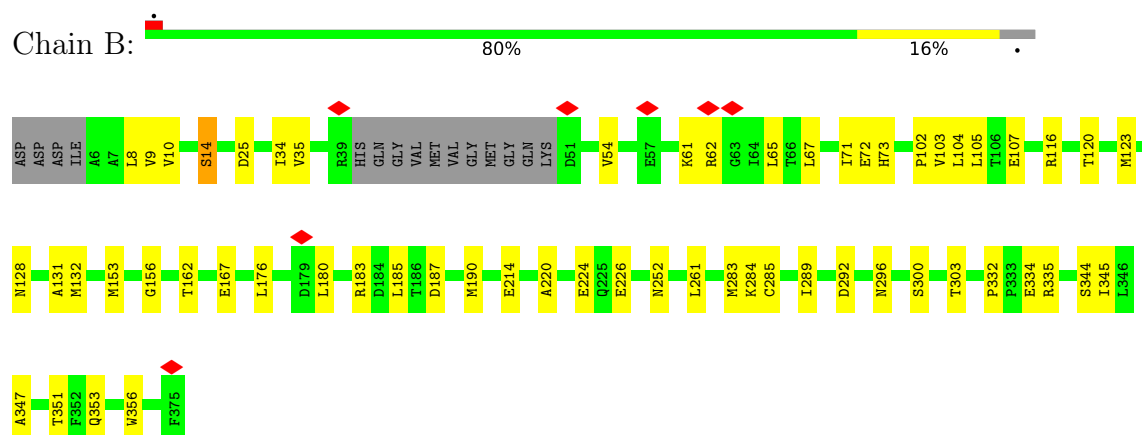 Chain B:
80% 16%
ASP ASP ASP ILE A6 A7 L8 V9 V10 S14 D25 I34 V35 R39 HIS GLN GLY VAL MET VAL GLY MET GLY GLN LYS D51 V54 E57 K61 R62 G63 I64 L65 T66 L67 I71 E72 H73 P102 V103 L104 L105 T106 E107 R116 T120 M123
N128 A131 M132 M153 G156 T162 E167 L176 D179 L180 R183 D184 L185 T186 D187 M190 E214 A220 E224 Q225 E226 N252 L261 M283 K284 C285 I289 D292 N296 S300 T303 P332 P333 E334 R335 S344 I345 L346
A347 T351 F352 Q353 W356 F375